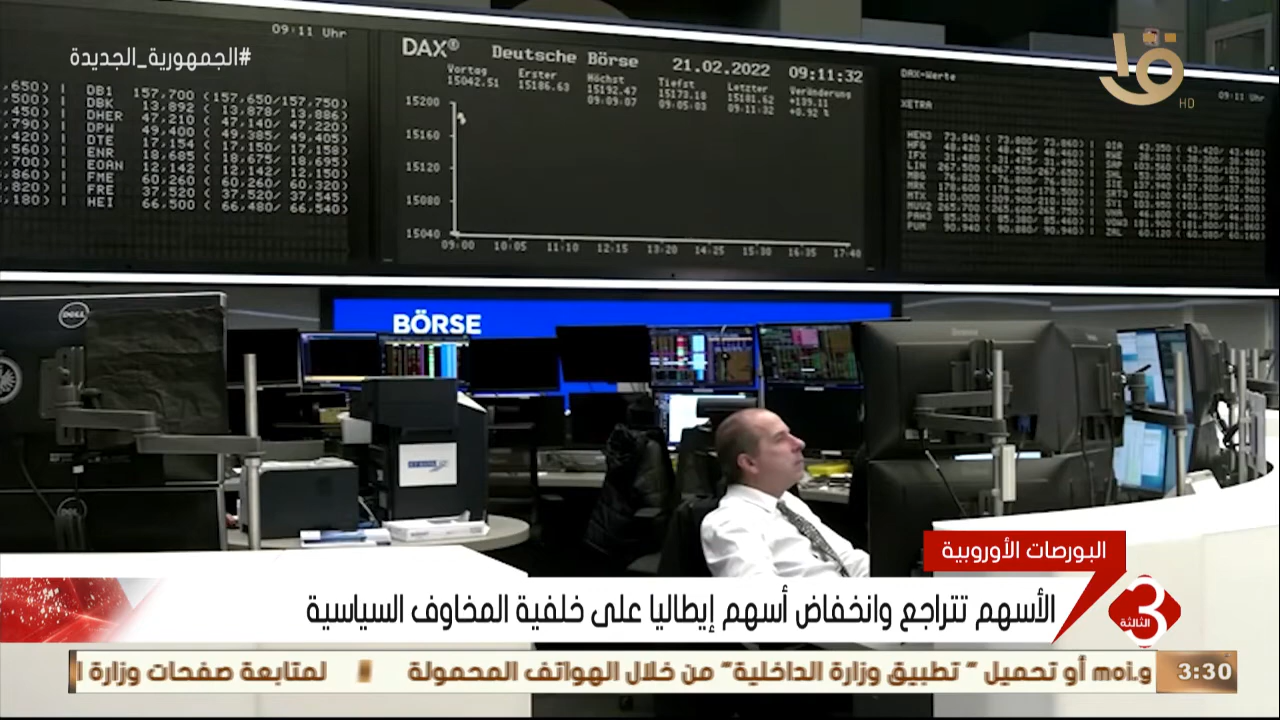 #الجمهورية_الجديدة
HD
09:11 Uhr
DB1 157,700 (157,650/157,750)
DBK 13,892 ( 13,878/ 13,886)
DHER 47,210 ( 47,140/ 47,220)
DPW 49,400 ( 49,385/ 49,405)
DTE 17,154 ( 17,150/ 17,158)
ENR 18,685 ( 18,675/ 18,695)
EOAN 12,142 ( 12,142/ 12,150)
FME 60,260 ( 60,260/ 60,320)
FRE 37,520 ( 37,520/ 37,545)
HEI 66,500 ( 66,480/ 66,540)
DAX® Deutsche Börse 21.02.2022 09:11:32
Vortag Erster Höchst Tiefst Letzter Veränderung
15042.51 15186.63 15192.47 15173.18 15181.62 +139.11
09:09:07 09:05:03 09:11:32 +0.92 %
15200
15160
15120
15080
15040
09:00 10:05 11:10 12:15 13:20 14:25 15:30 16:35 17:40
DAX-Werte 09:11 Uhr
XETRA
BÖRSE
DELL
البورصات الأوروبية
الأسهم تتراجع وانخفاض أسهم إيطاليا على خلفية المخاوف السياسية
3 الثالثة
moi.g أو تحميل " تطبيق وزارة الداخلية" من خلال الهواتف المحمولة لمتابعة صفحات وزارة ا
3:30